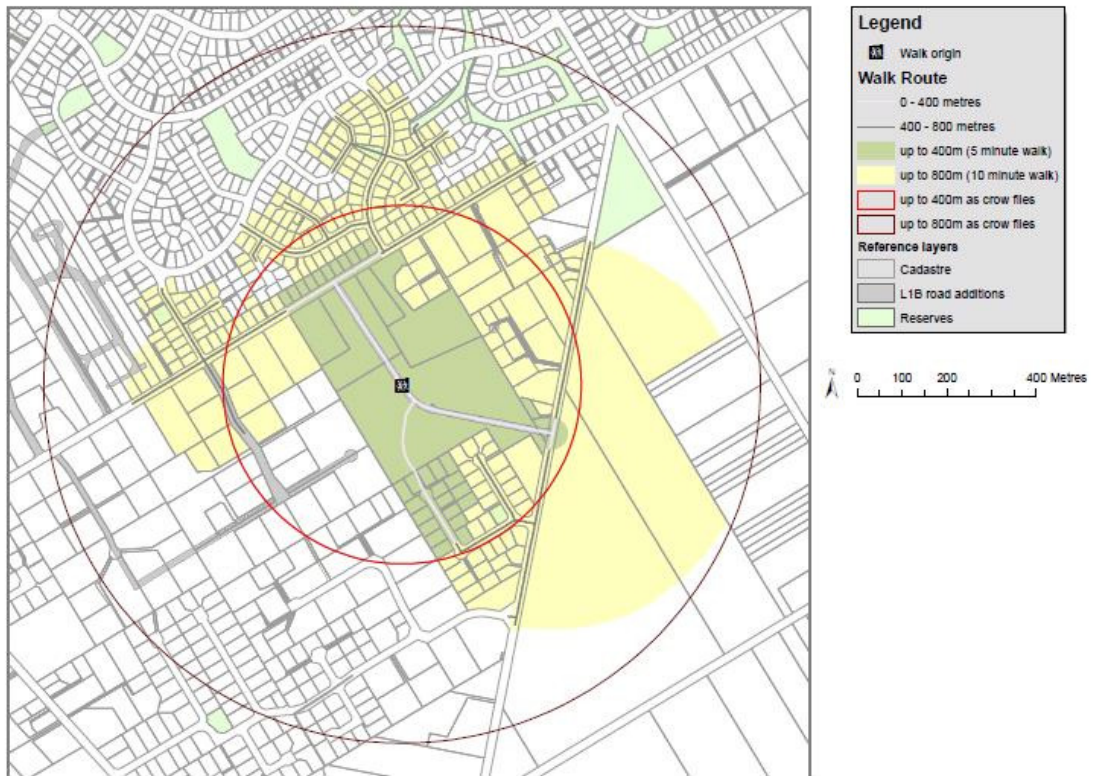 Legend
Walk origin
Walk Route
0 - 400 metres
400 - 800 metres
up to 400m (5 minute walk)
up to 800m (10 minute walk)
up to 400m as crow flies
up to 800m as crow flies
Reference layers
Cadastre
L1B road additions
Reserves
N
0 100 200 400 Metres